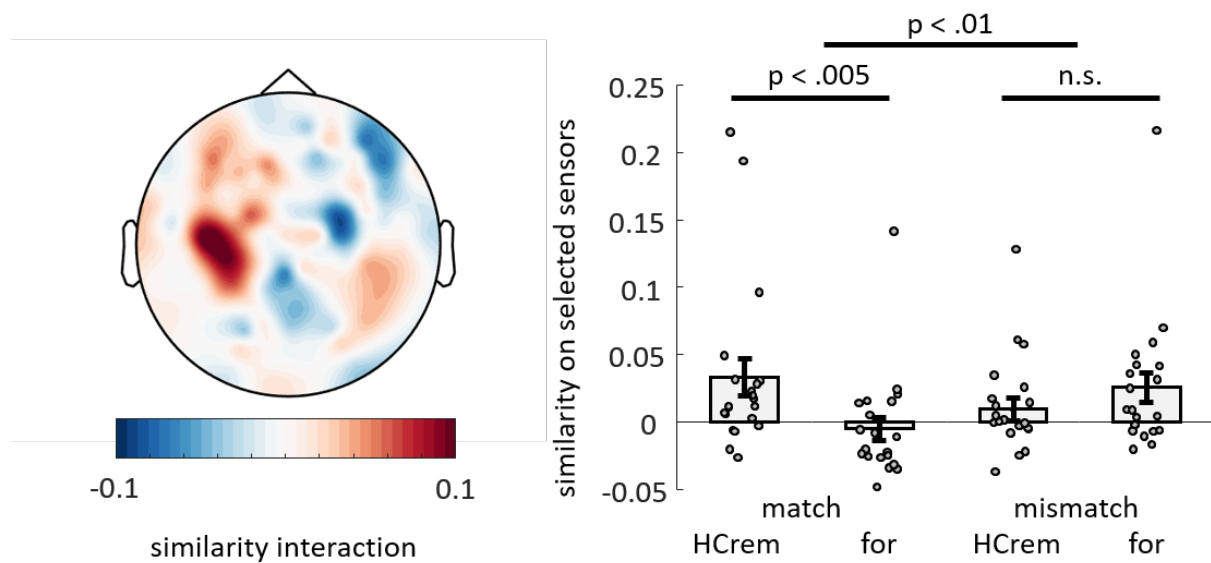 p < .01
p < .005
n.s.
similarity on selected sensors
0.25
0.2
0.15
0.1
0.05
0
-0.05
match
mismatch
HCrem
for
HCrem
for
-0.1
0.1
similarity interaction